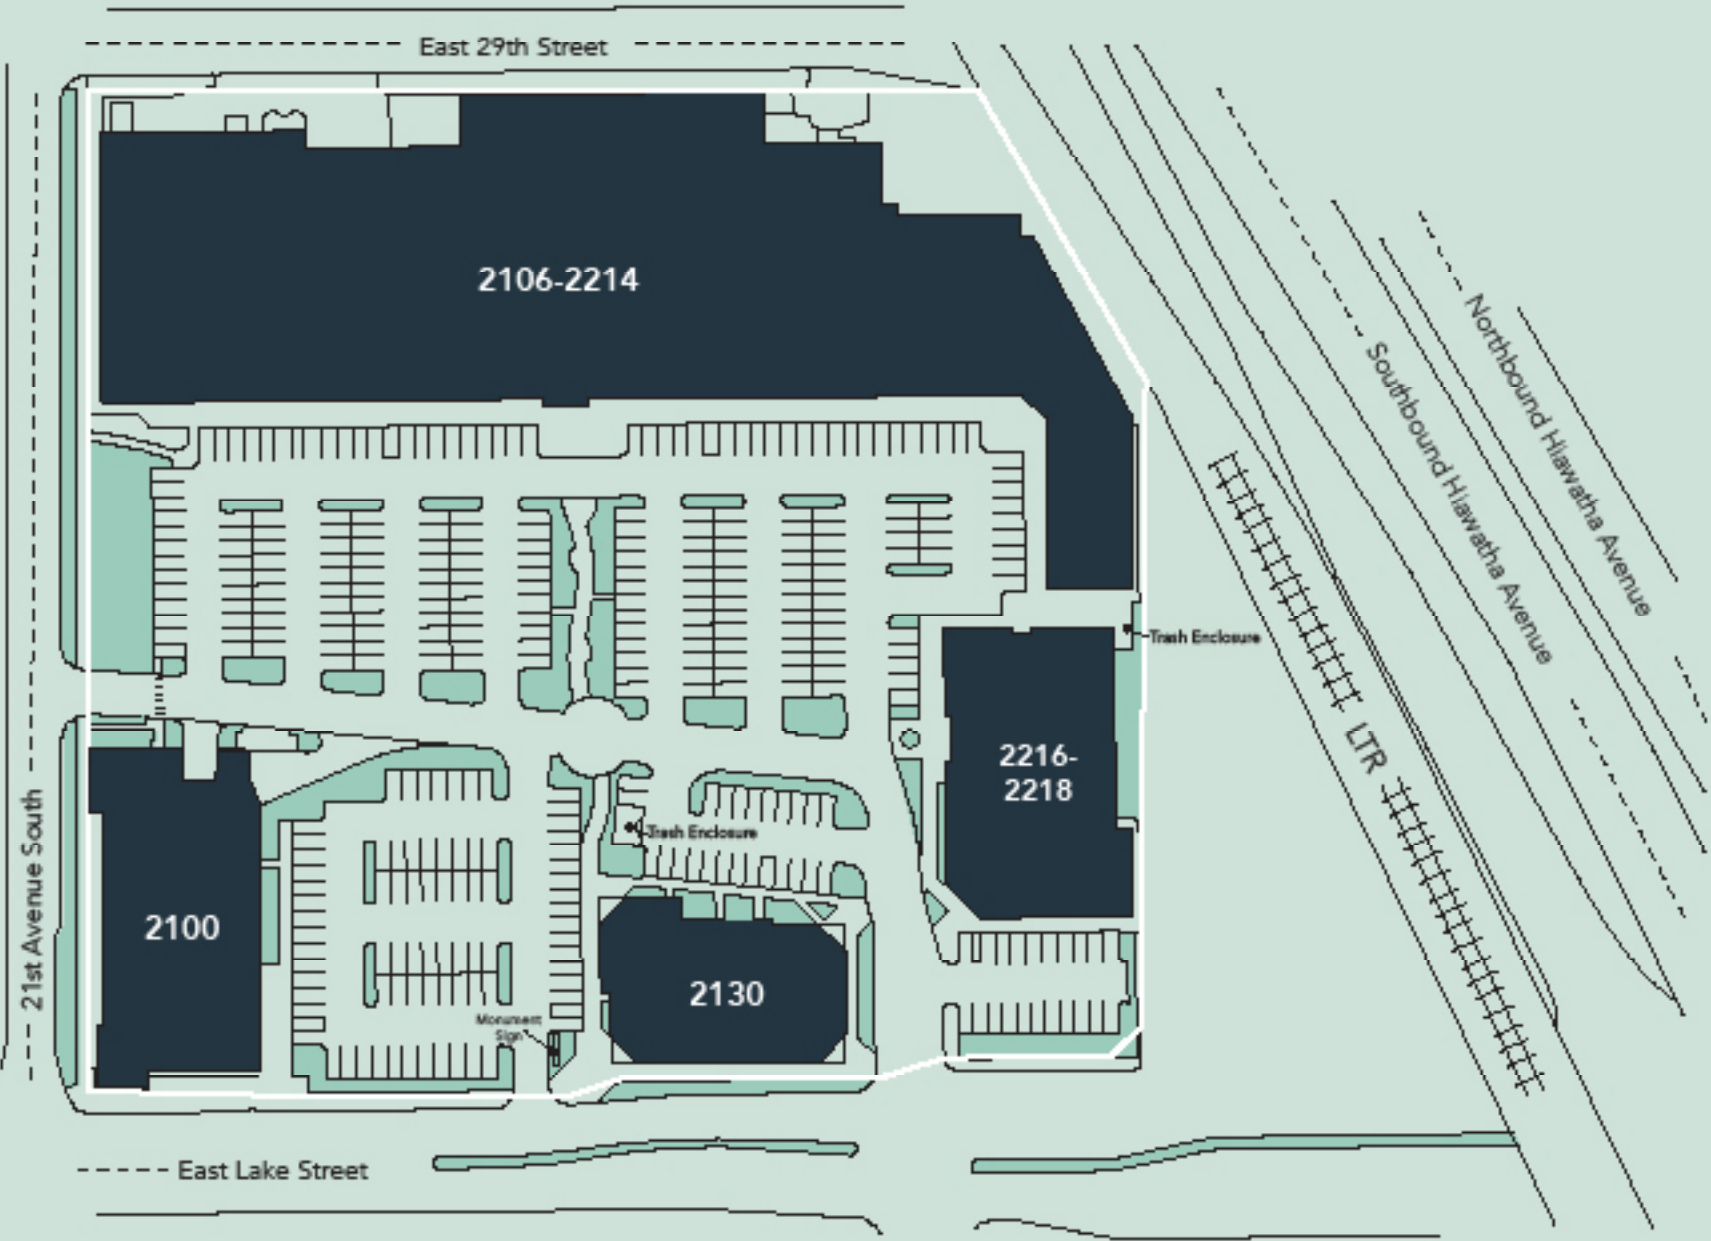 East 29th Street
2106-2214
Northbound Hiawatha Avenue
Southbound Hiawatha Avenue
Trash Enclosure
LTR
2216-
2218
21st Avenue South
Trash Enclosure
2100
2130
Monument
Sign
East Lake Street